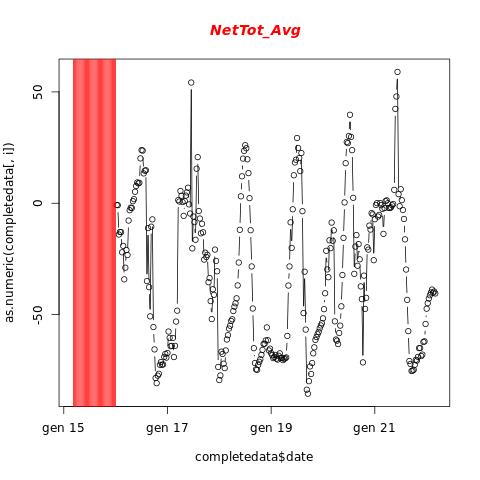 NetTot_Avg
as.numeric(completedata[, i])
50
0
-50
gen 15
gen 17
gen 19
gen 21
completedata$date